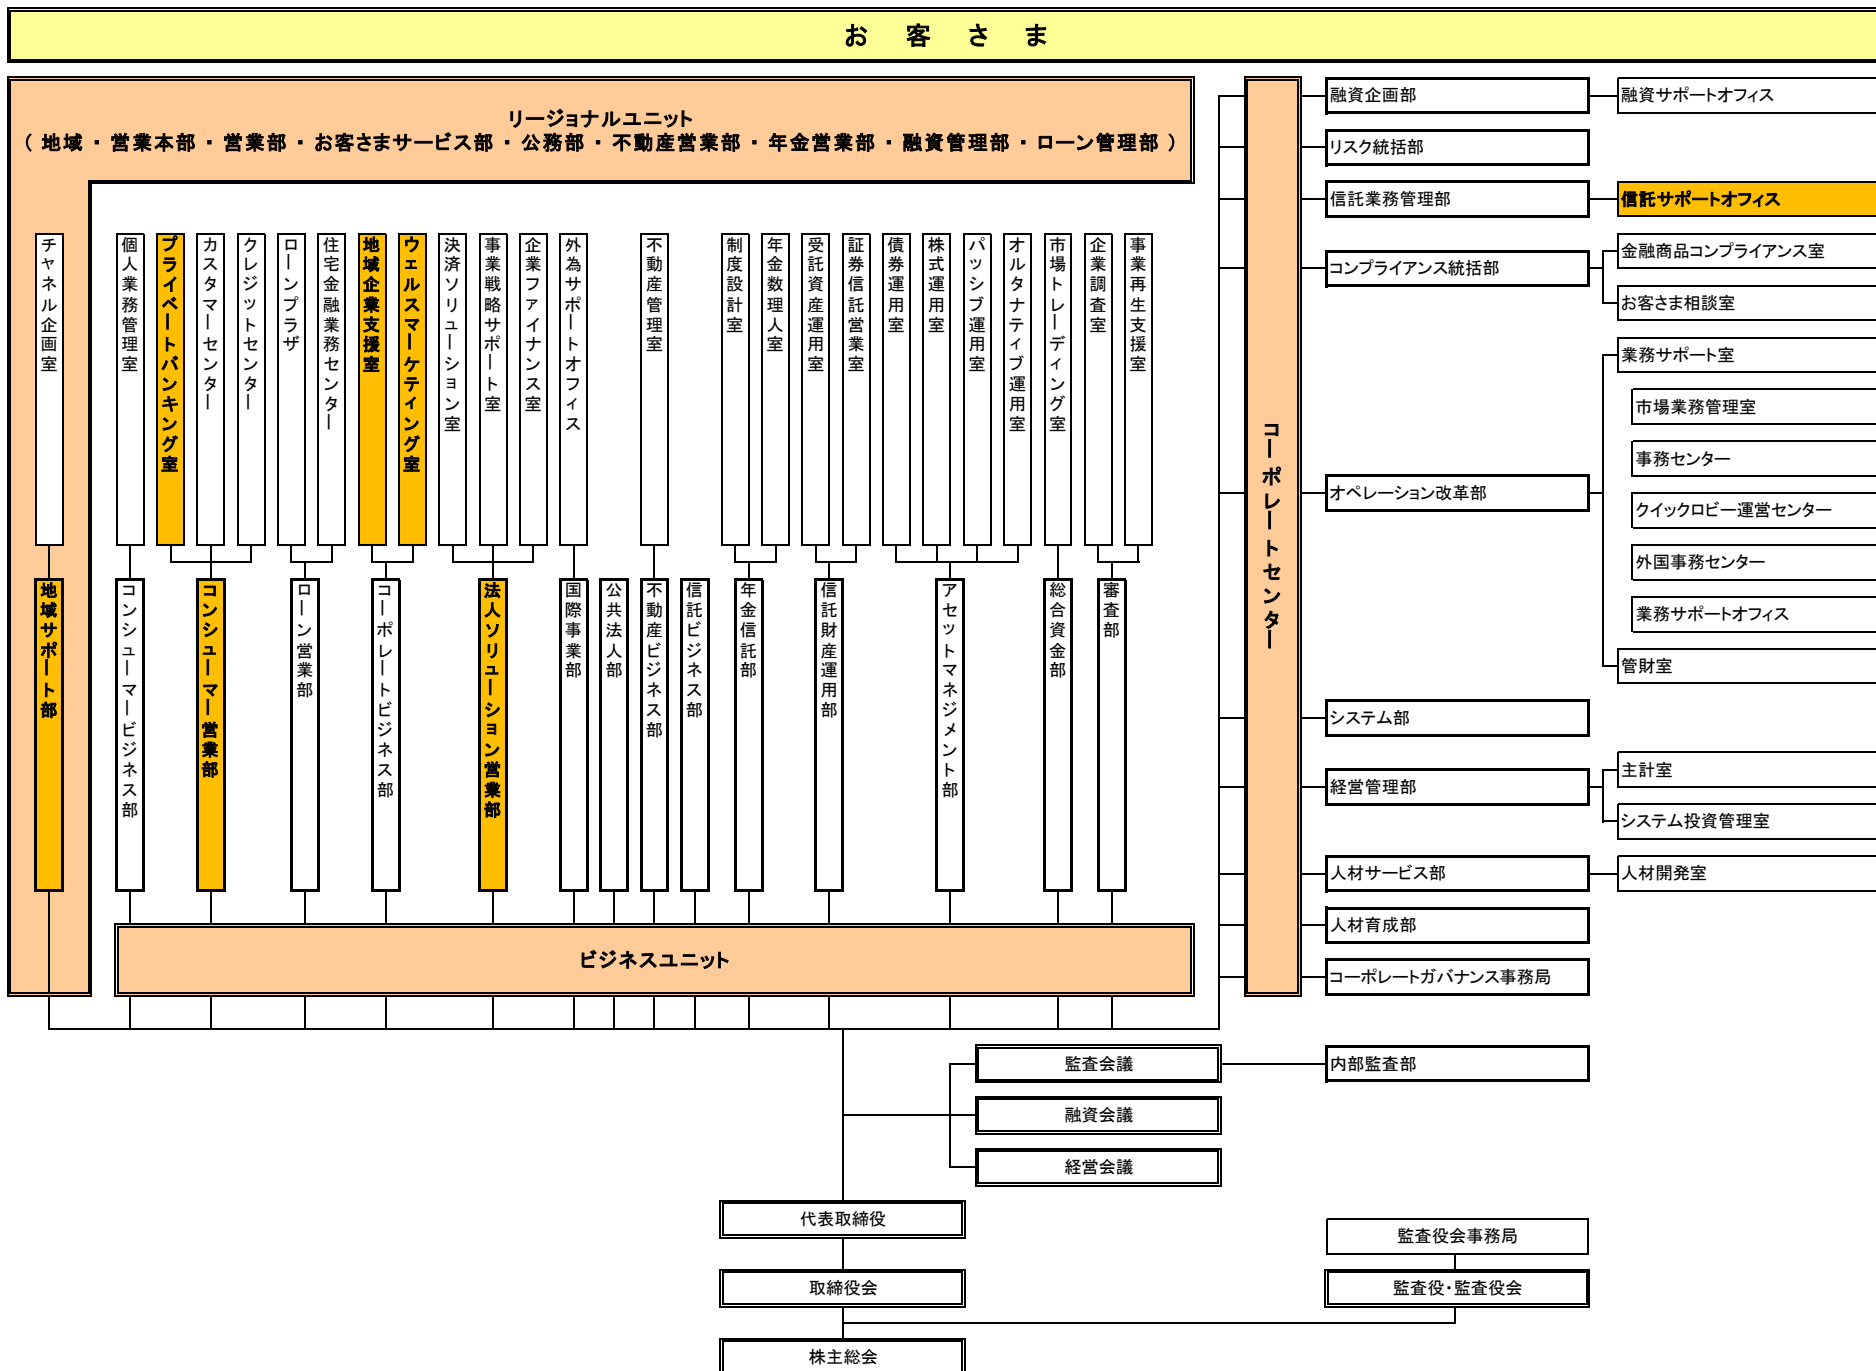 お客さま
リージョナルユニット
（ 地域 ・ 営業本部 ・ 営業部 ・ お客さまサービス部 ・ 公務部 ・ 不動産営業部 ・ 年金営業部 ・ 融資管理部 ・ ローン管理部 ）
チャネル企画室
個人業務管理室
プライベートバンキング室
カスタマーセンター
クレジットセンター
ローンプラザ
住宅金融業務センター
地域企業支援室
ウェルスマーケティング室
決済ソリューション室
事業戦略サポート室
企業ファイナンス室
外為サポートオフィス
不動産管理室
制度設計室
年金数理人室
受託資産運用室
証券信託営業室
債券運用室
株式運用室
パッシブ運用室
オルタナティブ運用室
市場トレーディング室
企業調査室
事業再生支援室
地域サポート部
コンシューマービジネス部
コンシューマー営業部
ローン営業部
コーポレートビジネス部
法人ソリューション営業部
国際事業部
公共法人部
不動産ビジネス部
信託ビジネス部
年金信託部
信託財産運用部
アセットマネジメント部
総合資金部
審査部
ビジネスユニット
コーポレートセンター
融資企画部
融資サポートオフィス
リスク統括部
信託業務管理部
信託サポートオフィス
コンプライアンス統括部
金融商品コンプライアンス室
お客さま相談室
オペレーション改革部
業務サポート室
市場業務管理室
事務センター
クイックロビー運営センター
外国事務センター
業務サポートオフィス
管財室
システム部
経営管理部
主計室
システム投資管理室
人材サービス部
人材開発室
人材育成部
コーポレートガバナンス事務局
監査会議
内部監査部
融資会議
経営会議
代表取締役
監査役会事務局
取締役会
監査役・監査役会
株主総会